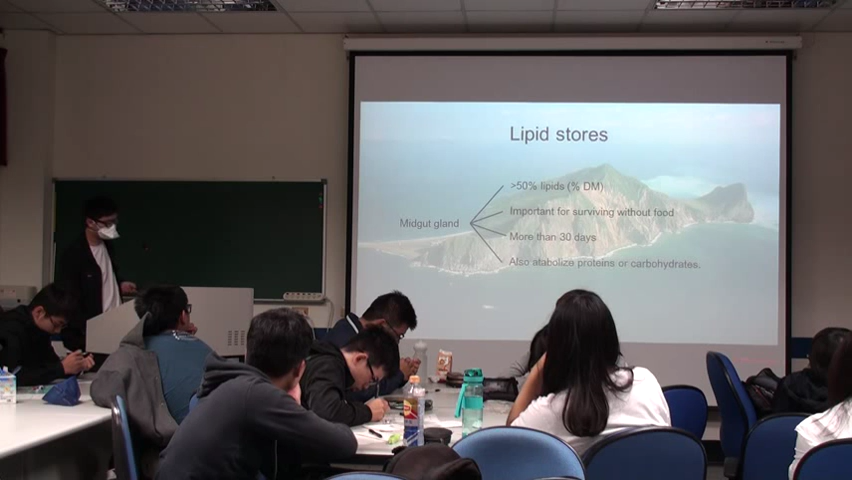 Lipid stores
>50% lipids (% DM)
Important for surviving without food
Midgut gland
More than 30 days
Also atabolize proteins or carbohydrates.